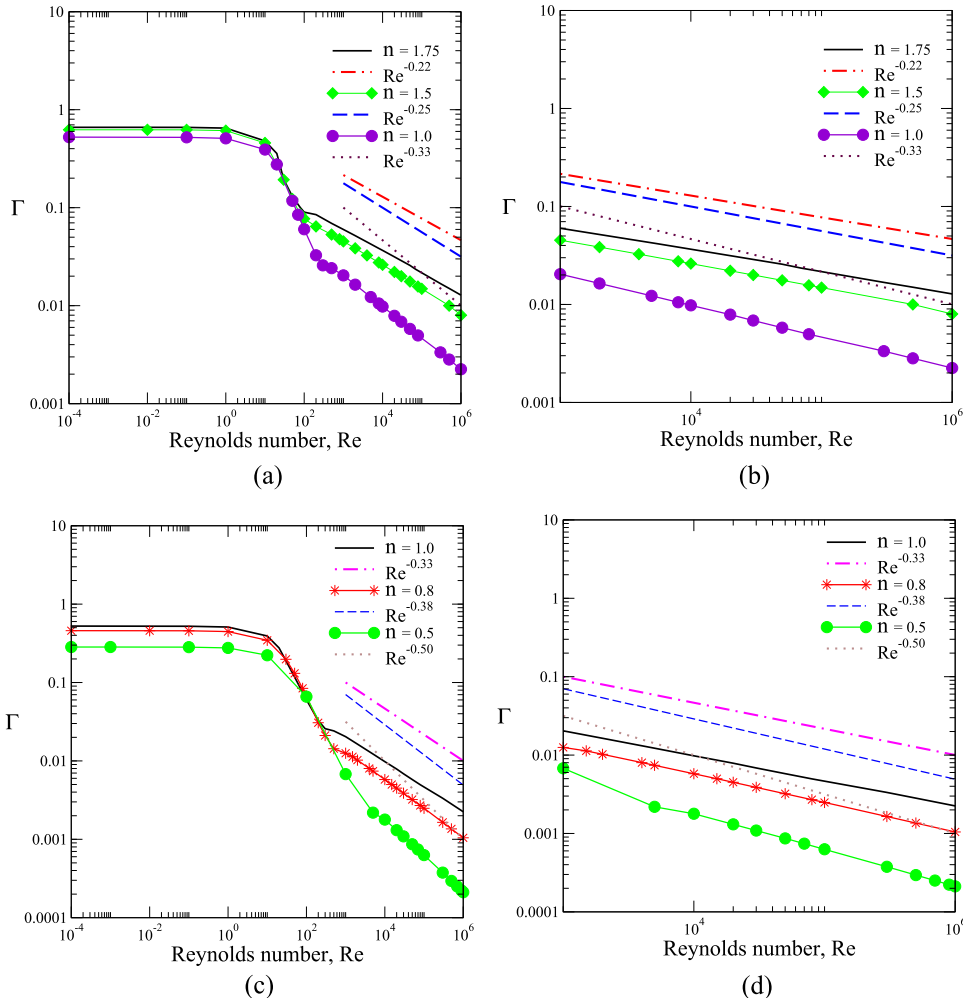 10
1
Γ
0.1
0.01
0.001
10^-4
10^-2
10^0
10^2
10^4
10^6
Reynolds number, Re
n = 1.75
Re^-0.22
n = 1.5
Re^-0.25
n = 1.0
Re^-0.33
(a)
10
1
Γ
0.1
0.01
0.001
10^4
10^6
Reynolds number, Re
n = 1.75
Re^-0.22
n = 1.5
Re^-0.25
n = 1.0
Re^-0.33
(b)
10
1
0.1
Γ
0.01
0.001
0.0001
10^-4
10^-2
10^0
10^2
10^4
10^6
Reynolds number, Re
n = 1.0
Re^-0.33
n = 0.8
Re^-0.38
n = 0.5
Re^-0.50
(c)
10
1
0.1
Γ
0.01
0.001
0.0001
10^4
10^6
Reynolds number, Re
n = 1.0
Re^-0.33
n = 0.8
Re^-0.38
n = 0.5
Re^-0.50
(d)